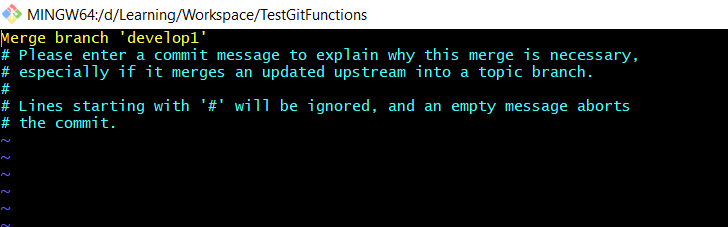 MINGW64:/d/Learning/Workspace/TestGitFunctions
Merge branch 'develop1'
# Please enter a commit message to explain why this merge is necessary,
# especially if it merges an updated upstream into a topic branch.
#
# Lines starting with '#' will be ignored, and an empty message aborts
# the commit.
~
~
~
~
~
~